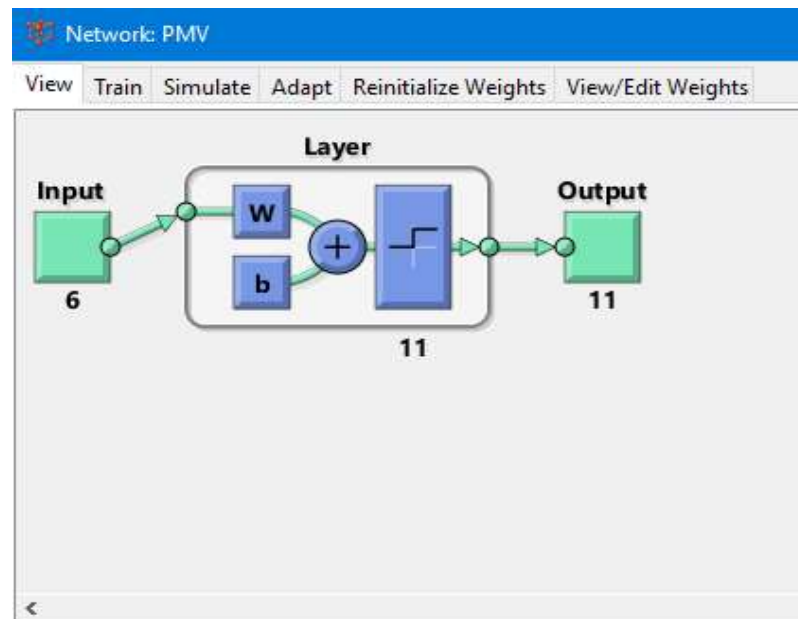 Network: PMV
View Train Simulate Adapt Reinitialize Weights View/Edit Weights
Layer
Input
Output
W
b
6
11
11